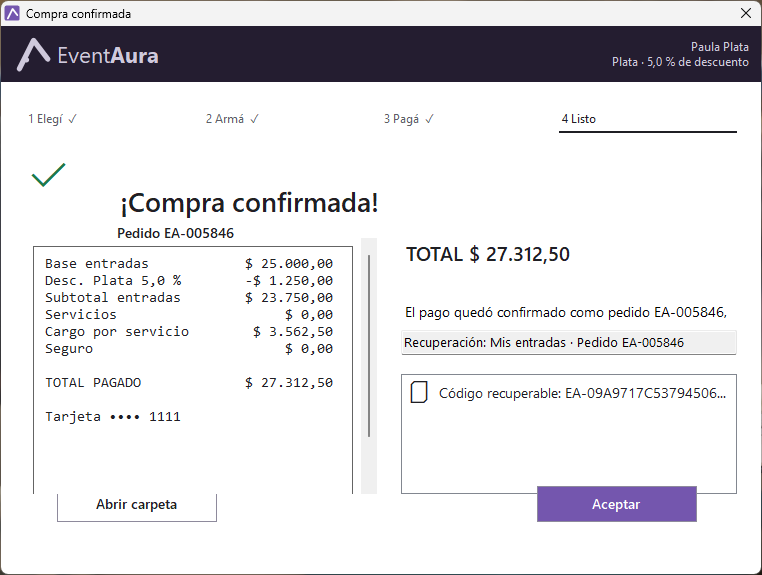 Compra confirmada
EventAura
Paula Plata
Plata · 5,0 % de descuento
1 Elegí ✓
2 Armá ✓
3 Pagá ✓
4 Listo
¡Compra confirmada!
Pedido EA-005846
Base entradas $ 25.000,00
Desc. Plata 5,0 % -$ 1.250,00
Subtotal entradas $ 23.750,00
Servicios $ 0,00
Cargo por servicio $ 3.562,50
Seguro $ 0,00
TOTAL PAGADO $ 27.312,50
Tarjeta •••• 1111
TOTAL $ 27.312,50
El pago quedó confirmado como pedido EA-005846,
Recuperación: Mis entradas · Pedido EA-005846
Código recuperable: EA-09A9717C53794506...
Abrir carpeta
Aceptar